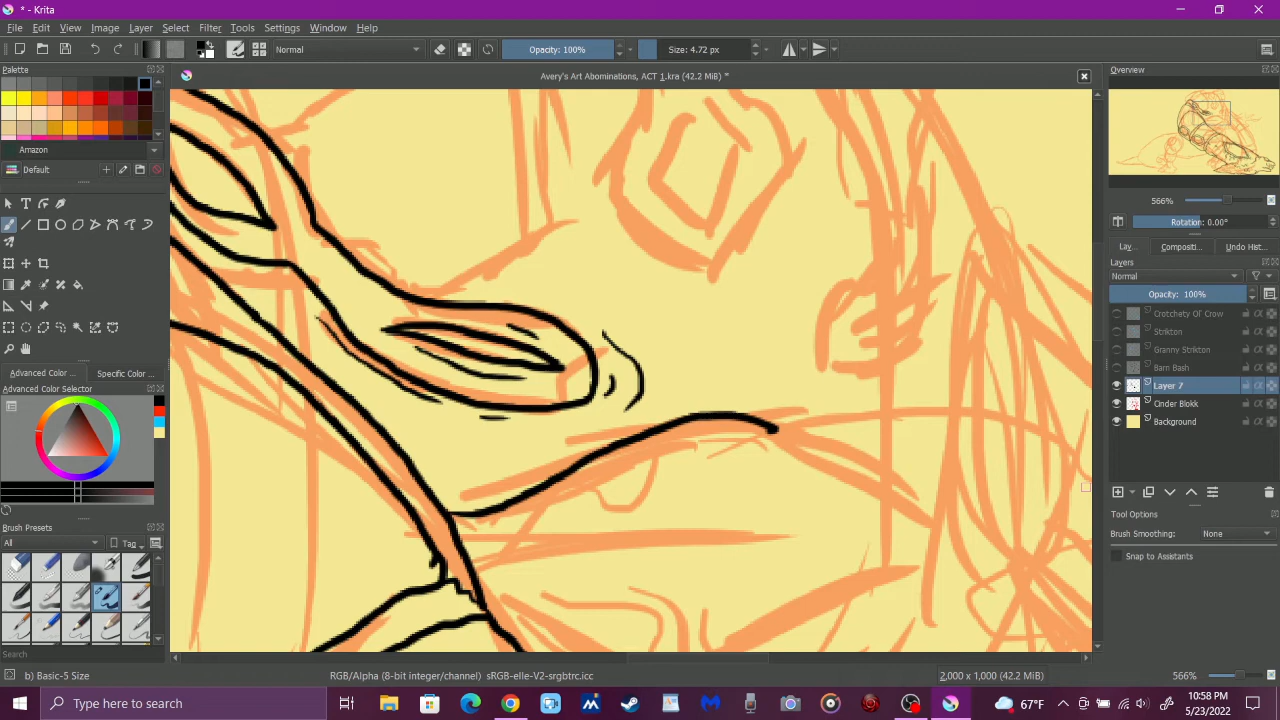 * - Krita
File Edit View Image Layer Select Filter Tools Settings Window Help
Normal Opacity: 100% Size: 4.72 px
Palette
Avery's Art Abominations, ACT 1.kra (42.2 MiB) *
Overview
Amazon
Default
566%
Rotation: 0.00°
Lay... Compositi... Undo Hist...
Layers
Normal
Opacity: 100%
Crotchety Ol' Crow
Strikton
Granny Strikton
Barn Bash
Layer 7
Cinder Blokk
Background
Advanced Color ... Specific Color ...
Advanced Color Selector
Tool Options
Brush Smoothing: None
Snap to Assistants
Brush Presets
All Tag
Search
b) Basic-5 Size
RGB/Alpha (8-bit integer/channel) sRGB-elle-V2-srgbtrc.icc
2,000 x 1,000 (42.2 MiB)
566%
Type here to search
67°F
10:58 PM
5/23/2022